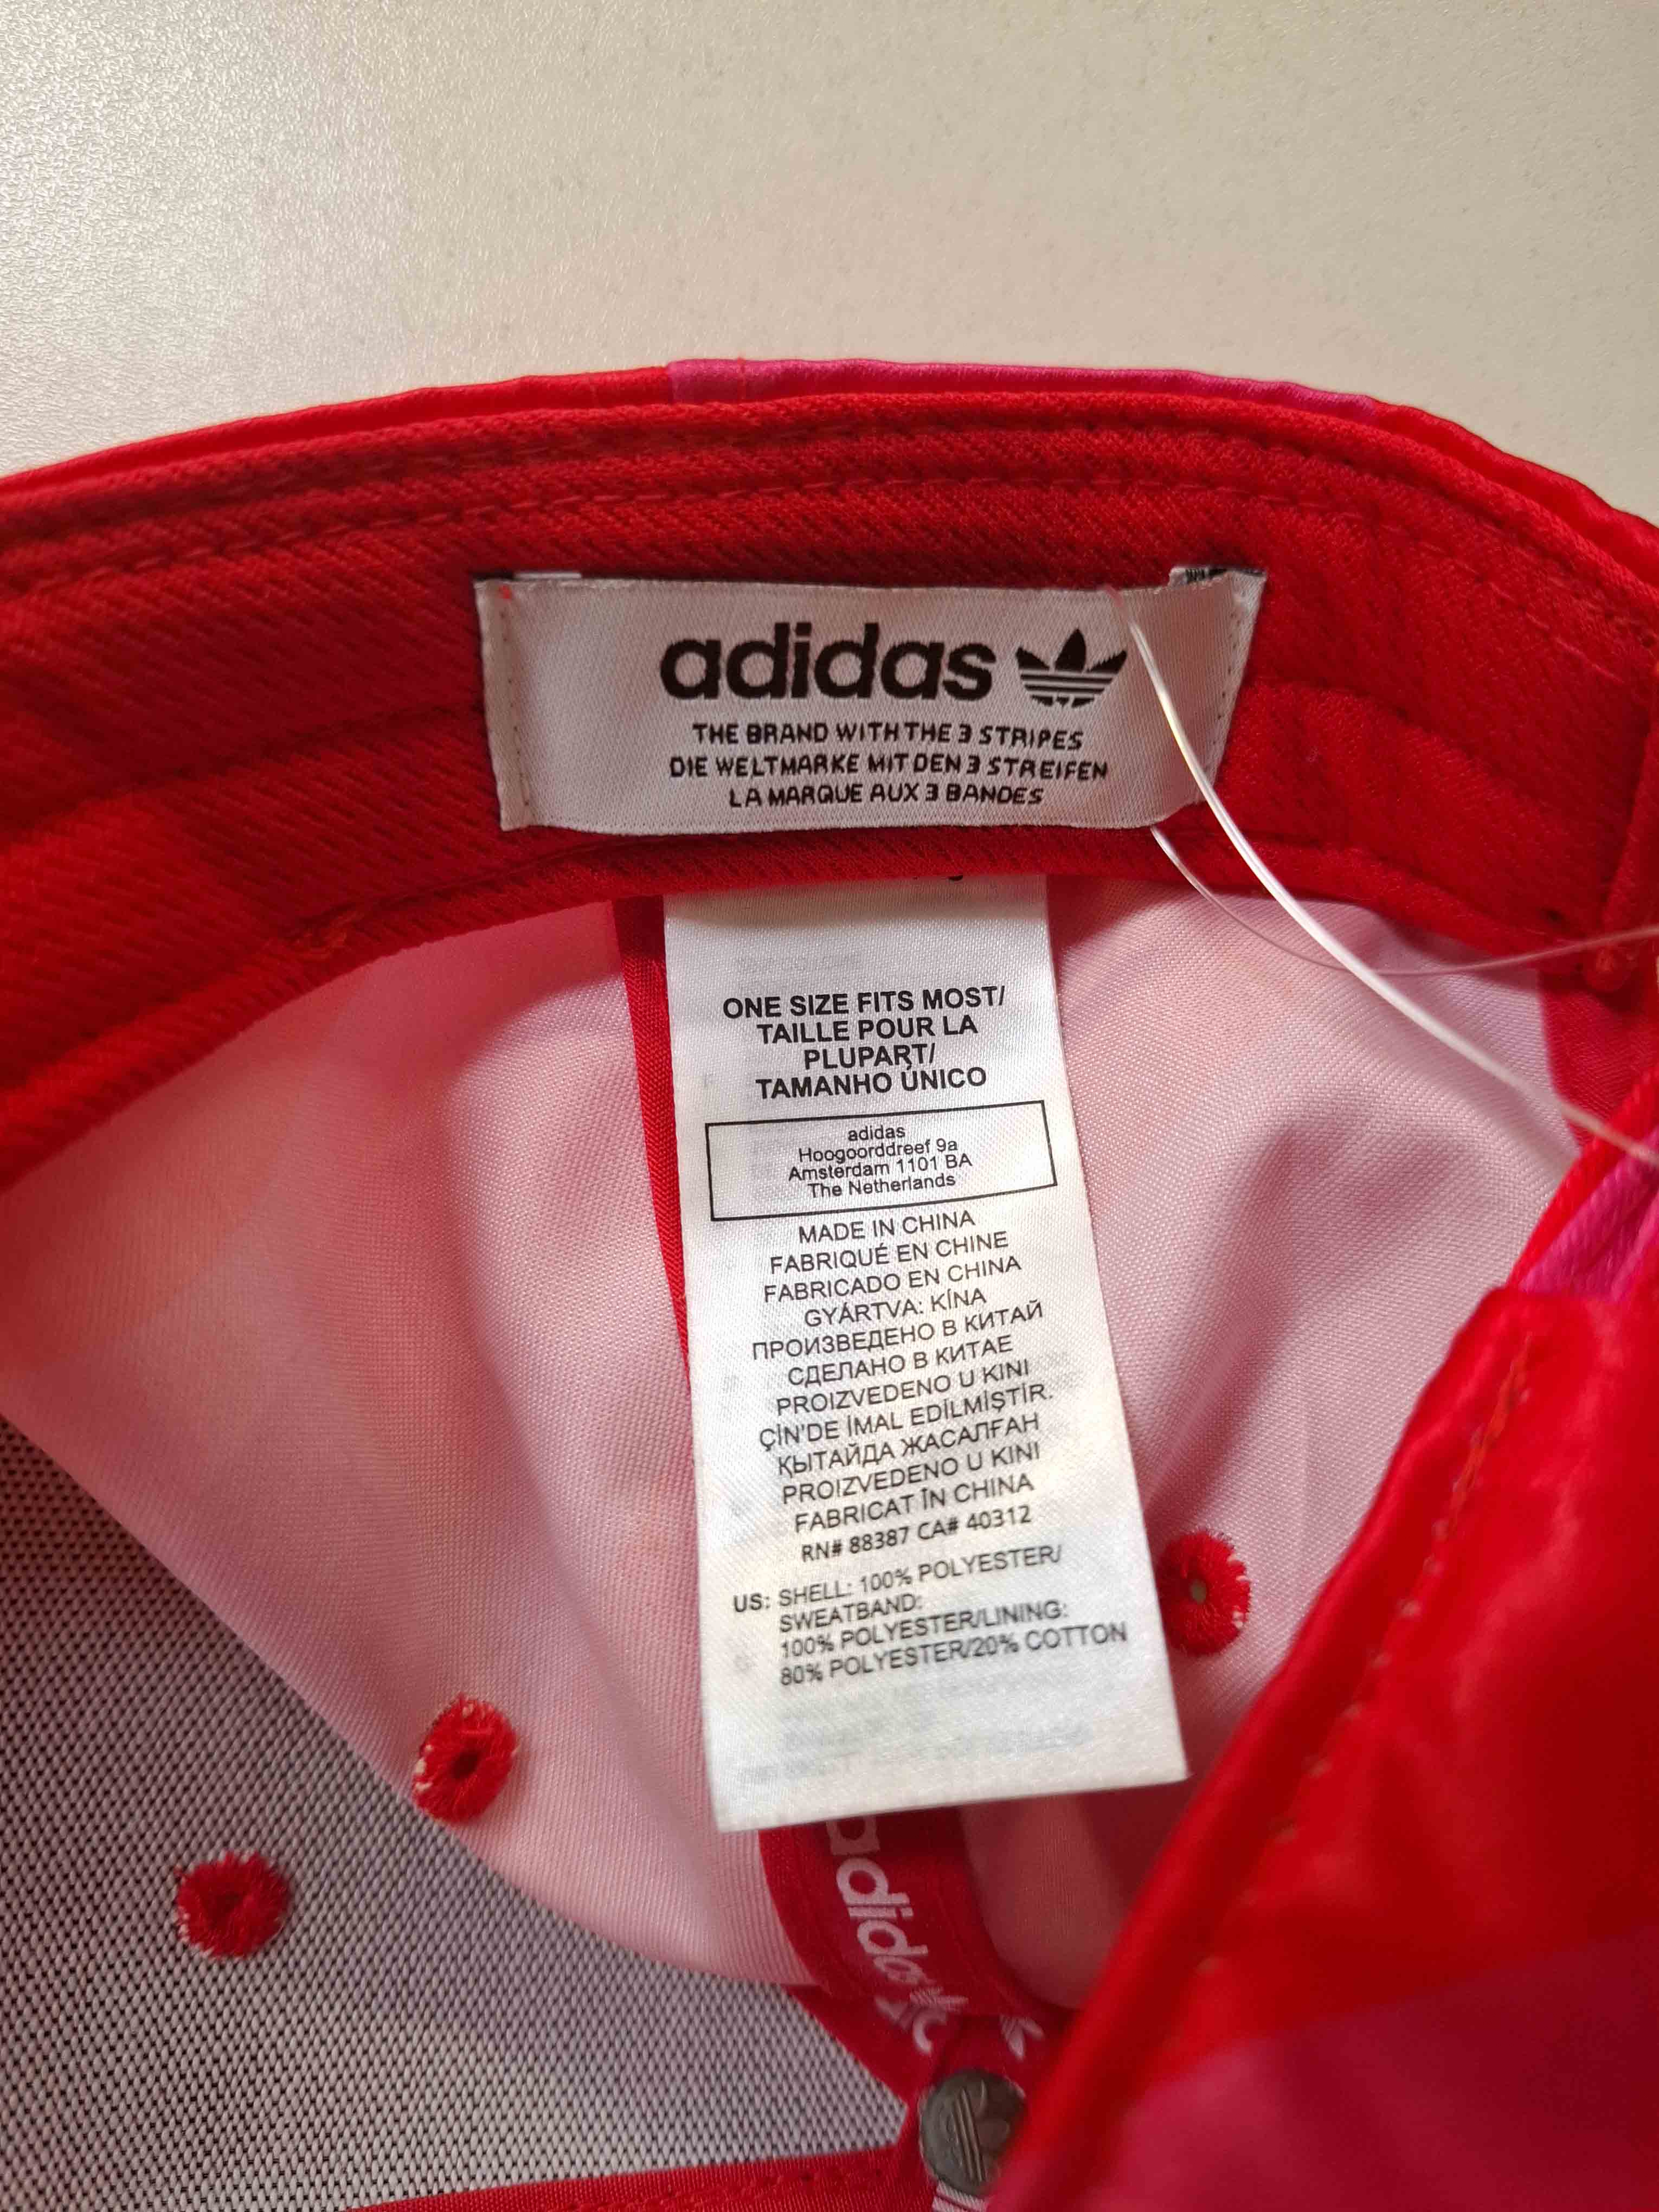 adidas
THE BRAND WITH THE 3 STRIPES
DIE WELTMARKE MIT DEN 3 STREIFEN
LA MARQUE AUX 3 BANDES
ONE SIZE FITS MOST/
TAILLE POUR LA
PLUPART/
TAMANHO ÚNICO
adidas
Hoogoorddreef 9a
Amsterdam 1101 BA
The Netherlands
MADE IN CHINA
FABRIQUÉ EN CHINE
FABRICADO EN CHINA
GYÁRTVA: KÍNA
ПРОИЗВЕДЕНО В КИТАЙ
СДЕЛАНО В КИТАЕ
PROIZVEDENO U KINI
ÇİN'DE İMAL EDİLMİŞTİR.
ҚЫТАЙДА ЖАСАЛҒАН
PROIZVEDENO U KINI
FABRICAT ÎN CHINA
RN# 88387 CA# 40312
US: SHELL: 100% POLYESTER/
SWEATBAND:
100% POLYESTER/LINING:
80% POLYESTER/20% COTTON
adidas